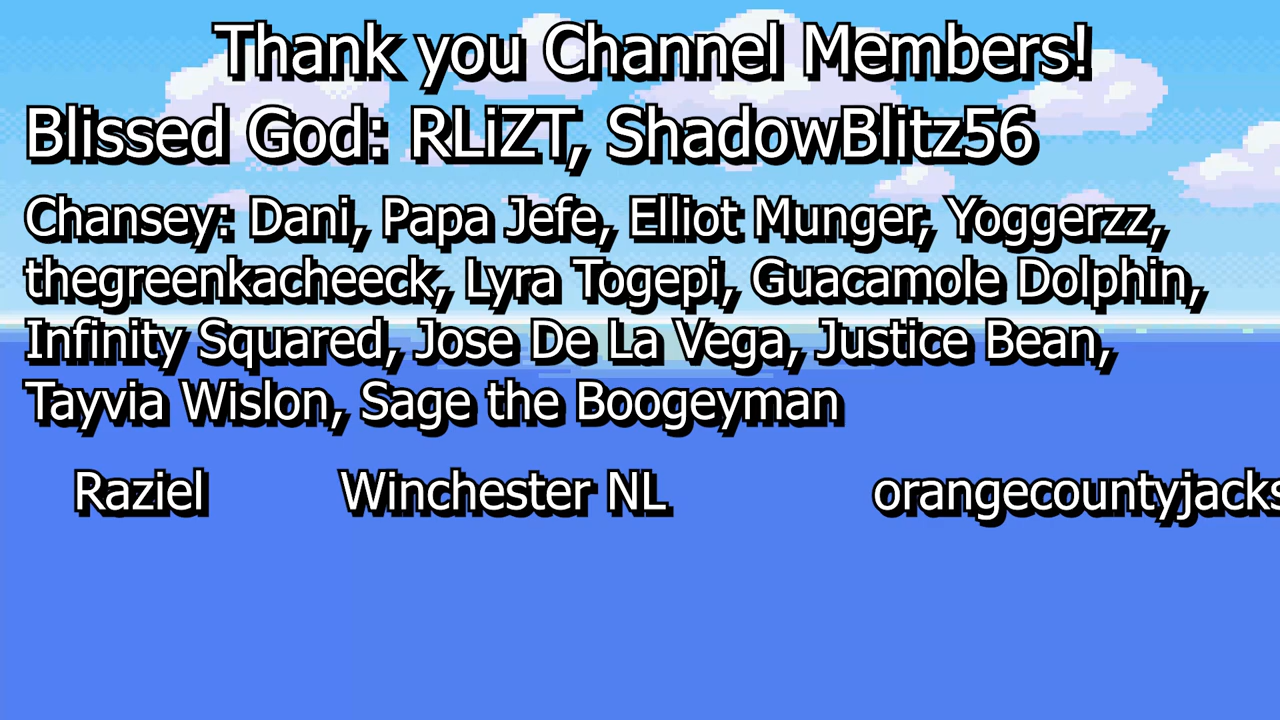 Thank you Channel Members!
Blissed God: RLiZT, ShadowBlitz56
Chansey: Dani, Papa Jefe, Elliot Munger, Yoggerzz,
thegreenkacheeck, Lyra Togepi, Guacamole Dolphin,
Infinity Squared, Jose De La Vega, Justice Bean,
Tayvia Wislon, Sage the Boogeyman
Raziel Winchester NL orangecountyjacks